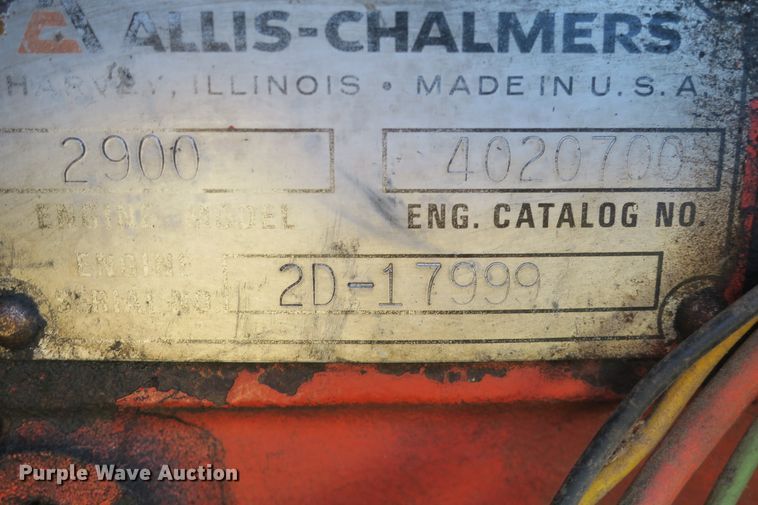 ALLIS-CHALMERS
HARVEY, ILLINOIS • MADE IN U.S.A
2900 4020700
ENGINE MODEL ENG. CATALOG NO.
ENGINE
SERIAL NO. 2D-17999
Purple Wave Auction